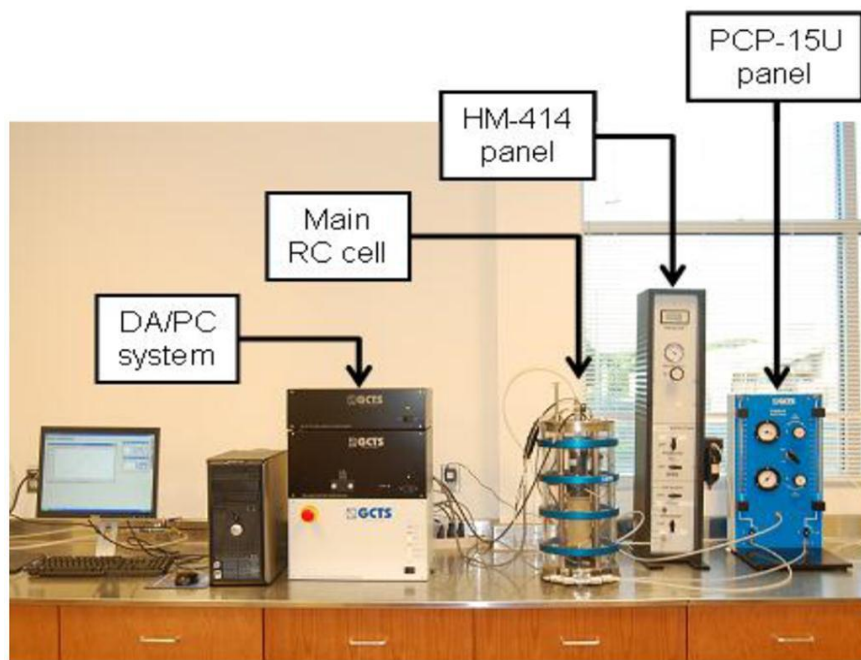 PCP-15U
panel
HM-414
panel
Main
RC cell
DA/PC
system
GCTS
GCTS
GCTS
GCTS